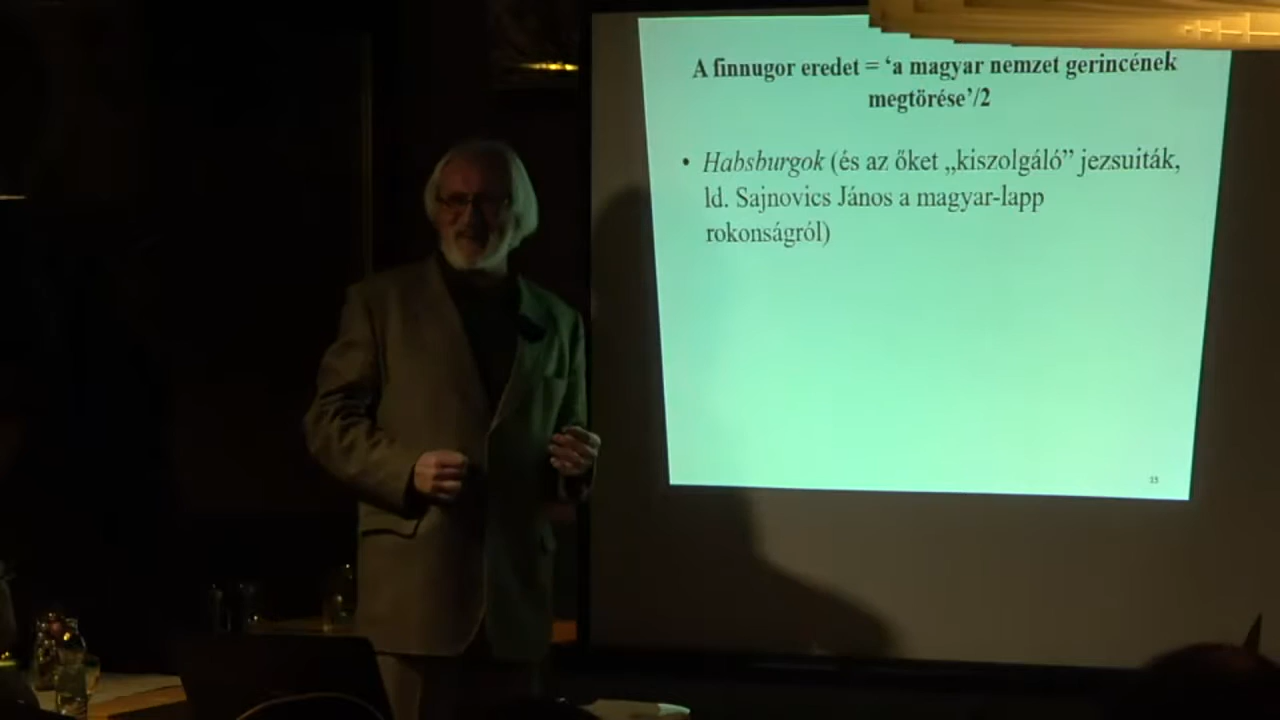 A finnugor eredet = ‘a magyar nemzet gerincének
megtörése’/2
• Habsburgok (és az őket „kiszolgáló” jezsuiták,
ld. Sajnovics János a magyar-lapp
rokonságról)
15